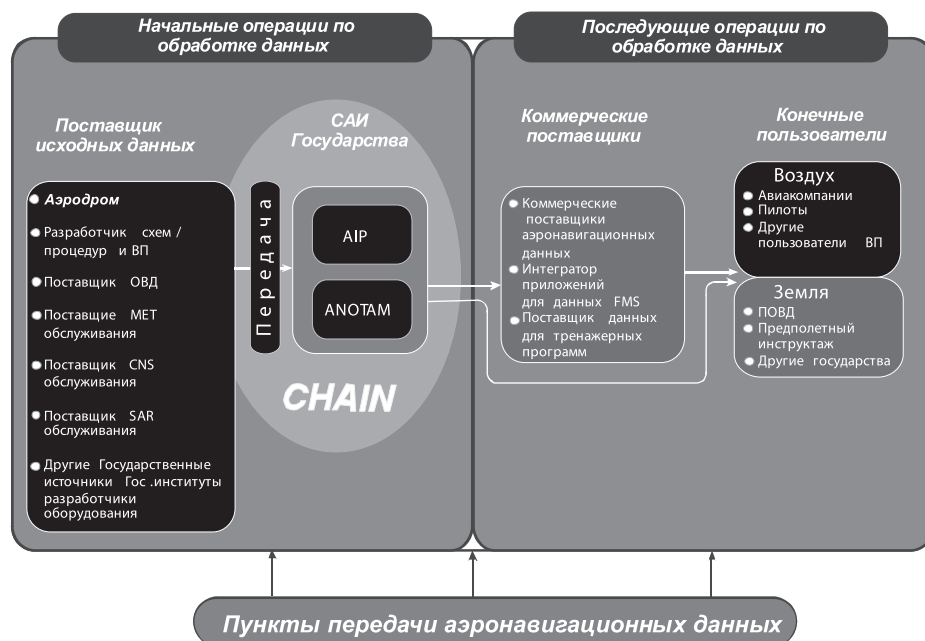 Начальные операции по
обработке данных
Последующие операции по
обработке данных
Поставщик
исходных данных
САИ
Государства
Коммерческие
поставщики
Конечные
пользователи
Аэродром
Разработчик схем /
процедур и ВП
Поставщик ОВД
Поставщие МЕТ
обслуживания
Поставщик CNS
обслуживания
Поставщик SAR
обслуживания
Другие Государственные
источники Гос .институты
разработчики
оборудования
Передача
AIP
ANOTAM
CHAIN
Коммерческие
поставщики
аэронавигационных
данных
Интегратор
приложений
для данных FMS
Поставщик данных
для тренажерных
программ
Воздух
Авиакомпании
Пилоты
Другие
пользователи ВП
Земля
ПОВД
Предполетный
инструктаж
Другие государства
Пункты передачи аэронавигационных данных